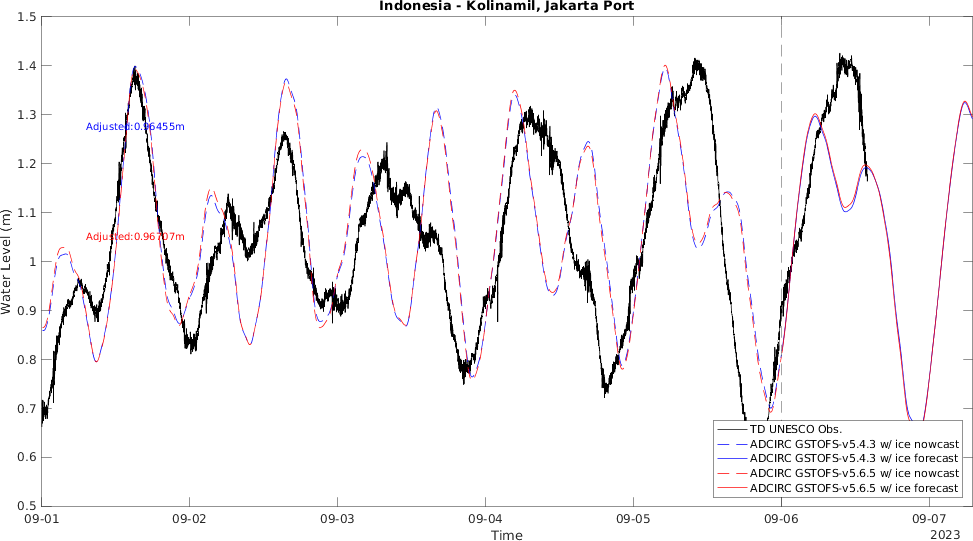 Indonesia - Kolinamil, Jakarta Port
1.5
1.4
1.3
1.2
1.1
1
0.9
0.8
0.7
0.6
0.5
Water Level (m)
Adjusted:0.96455m
Adjusted:0.96707m
TD UNESCO Obs.
ADCIRC GSTOFS-v5.4.3 w/ ice nowcast
ADCIRC GSTOFS-v5.4.3 w/ ice forecast
ADCIRC GSTOFS-v5.6.5 w/ ice nowcast
ADCIRC GSTOFS-v5.6.5 w/ ice forecast
09-01 09-02 09-03 09-04 09-05 09-06 09-07
Time
2023